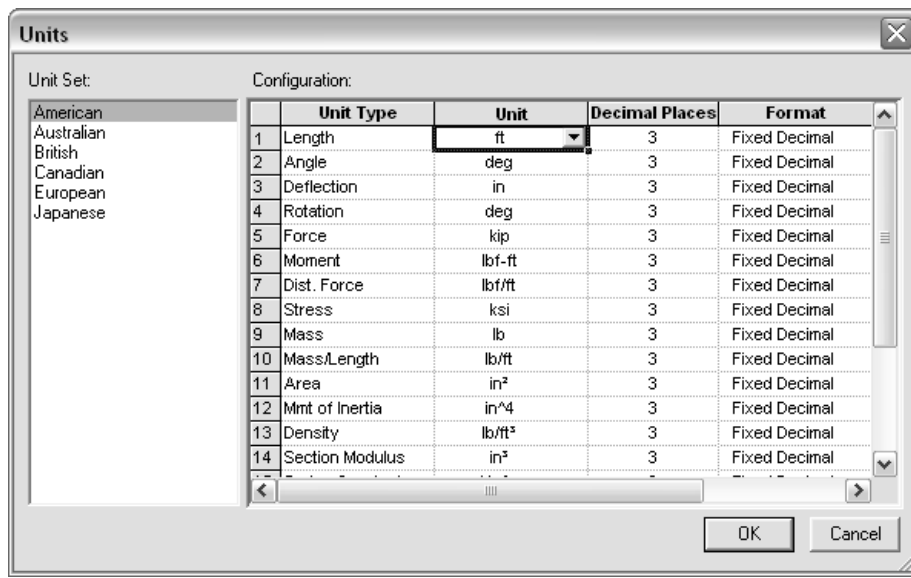 Units
Unit Set:
Configuration:
American
Australian
British
Canadian
European
Japanese
Unit Type Unit Decimal Places Format
1 Length ft 3 Fixed Decimal
2 Angle deg 3 Fixed Decimal
3 Deflection in 3 Fixed Decimal
4 Rotation deg 3 Fixed Decimal
5 Force kip 3 Fixed Decimal
6 Moment lbf-ft 3 Fixed Decimal
7 Dist. Force lbf/ft 3 Fixed Decimal
8 Stress ksi 3 Fixed Decimal
9 Mass lb 3 Fixed Decimal
10 Mass/Length lb/ft 3 Fixed Decimal
11 Area in² 3 Fixed Decimal
12 Mmt of Inertia in^4 3 Fixed Decimal
13 Density lb/ft³ 3 Fixed Decimal
14 Section Modulus in³ 3 Fixed Decimal
OK Cancel